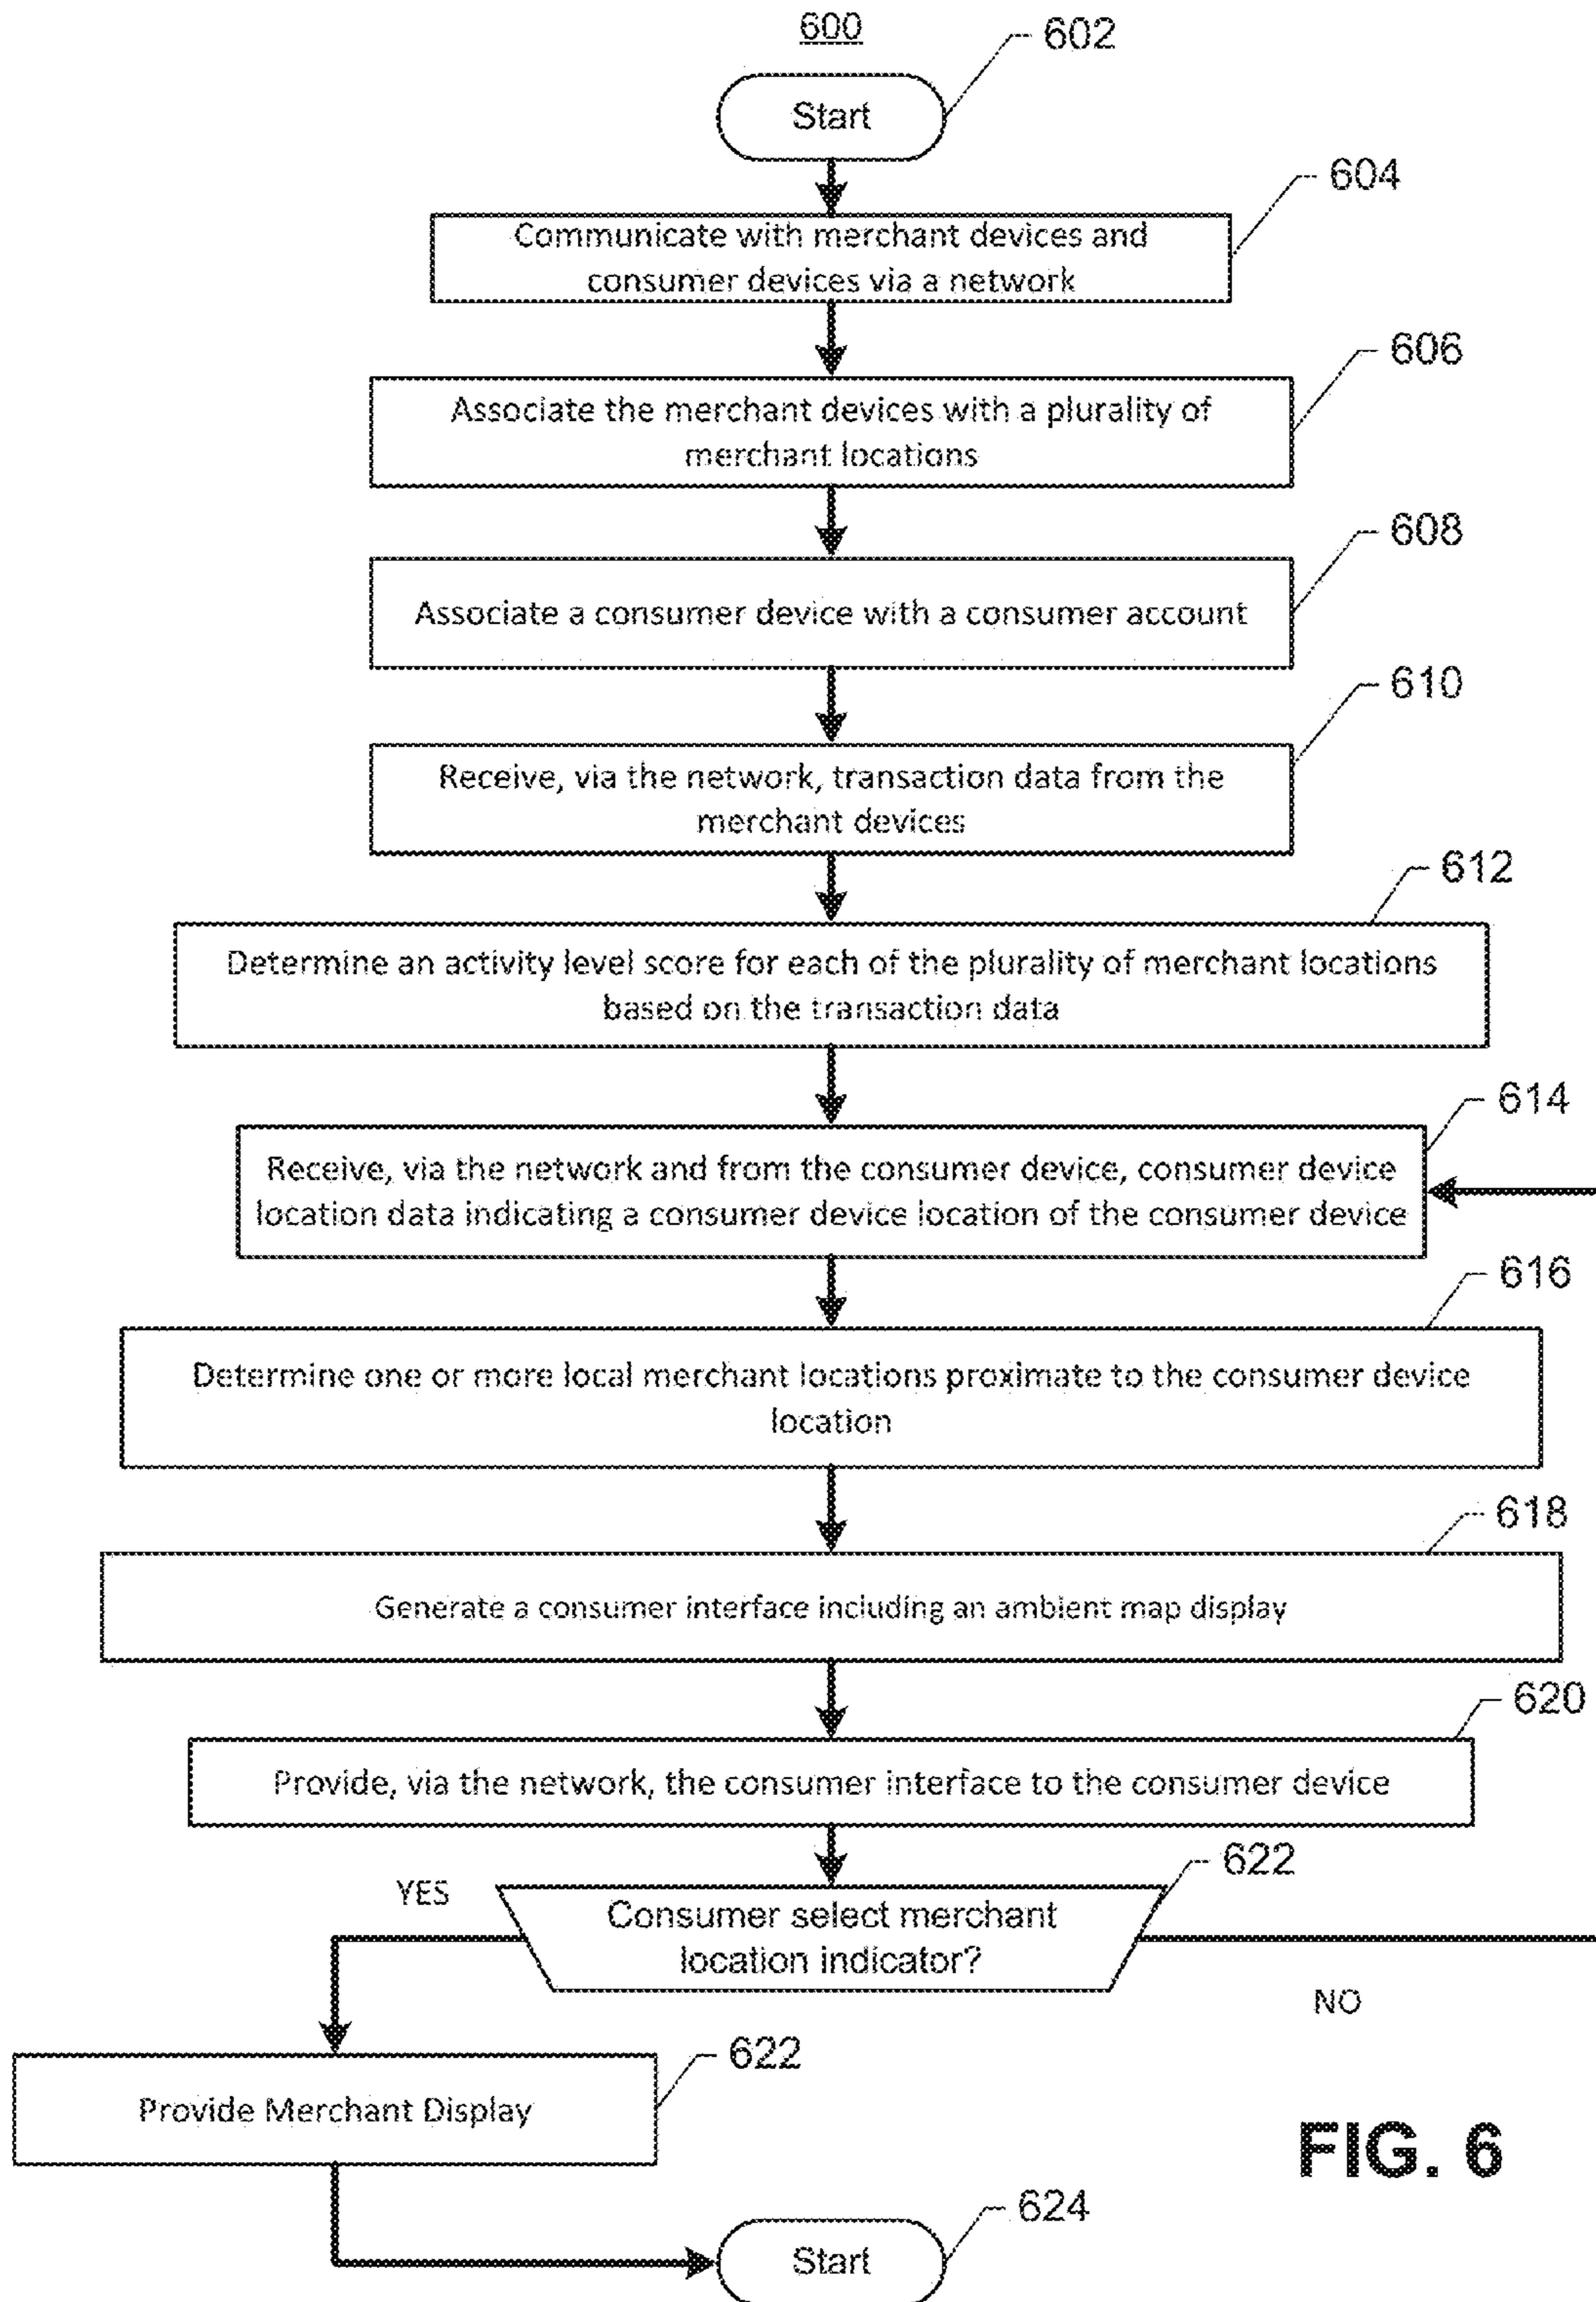 600
602
Start
604
Communicate with merchant devices and
consumer devices via a network
606
Associate the merchant devices with a plurality of
merchant locations
608
Associate a consumer device with a consumer account
610
Receive, via the network, transaction data from the
merchant devices
612
Determine an activity level score for each of the plurality of merchant locations
based on the transaction data
614
Receive, via the network and from the consumer device, consumer device
location data indicating a consumer device location of the consumer device
616
Determine one or more local merchant locations proximate to the consumer device
location
618
Generate a consumer interface including an ambient map display
620
Provide, via the network, the consumer interface to the consumer device
622
YES
Consumer select merchant
location indicator?
NO
622
Provide Merchant Display
FIG. 6
624
Start